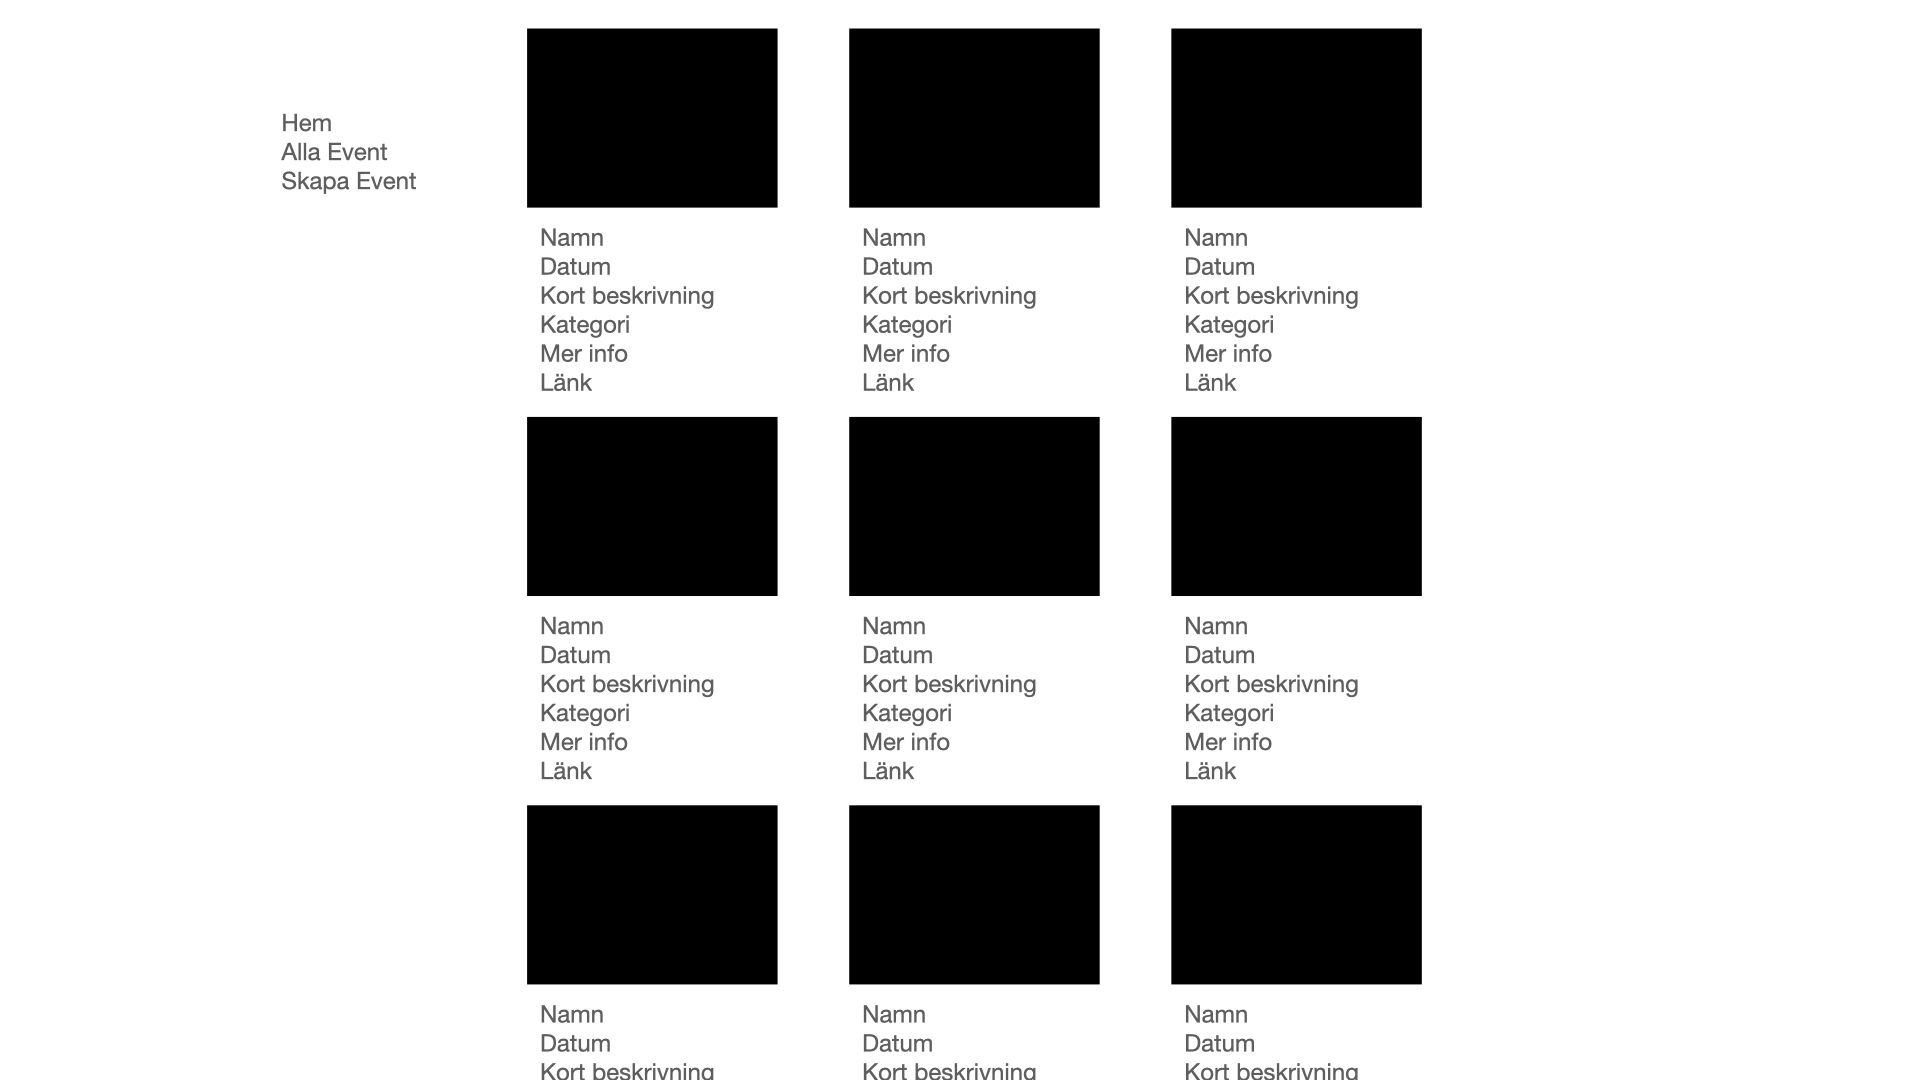 Hem
Alla Event
Skapa Event
Namn
Datum
Kort beskrivning
Kategori
Mer info
Länk
Namn
Datum
Kort beskrivning
Kategori
Mer info
Länk
Namn
Datum
Kort beskrivning
Kategori
Mer info
Länk
Namn
Datum
Kort beskrivning
Kategori
Mer info
Länk
Namn
Datum
Kort beskrivning
Kategori
Mer info
Länk
Namn
Datum
Kort beskrivning
Kategori
Mer info
Länk
Namn
Datum
Kort beskrivning
Namn
Datum
Kort beskrivning
Namn
Datum
Kort beskrivning